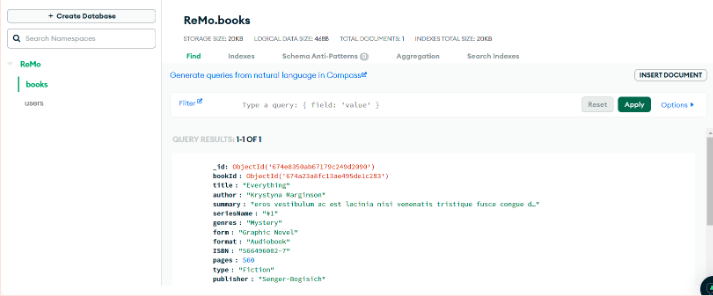 + Create Database
Search Namespaces
ReMo
books
users
ReMo.books
STORAGE SIZE: 20KB LOGICAL DATA SIZE: 468B TOTAL DOCUMENTS: 1 INDEXES TOTAL SIZE: 20KB
Find Indexes Schema Anti-Patterns 0 Aggregation Search Indexes
Generate queries from natural language in Compass
INSERT DOCUMENT
Filter Type a query: { field: 'value' } Reset Apply Options
QUERY RESULTS: 1-1 OF 1
_id: ObjectId('674e8350ab67179c249d2090')
bookId: ObjectId('674a23a8fc13ae495de1c283')
title: "Everything"
author: "Krystyna Marginson"
summary: "eros vestibulum ac est lacinia nisi venenatis tristique fusce congue d…"
seriesName: "#1"
genres: "Mystery"
form: "Graphic Novel"
format: "Audiobook"
ISBN: "566496082-7"
pages: 560
type: "Fiction"
publisher: "Senger-Gogisich"